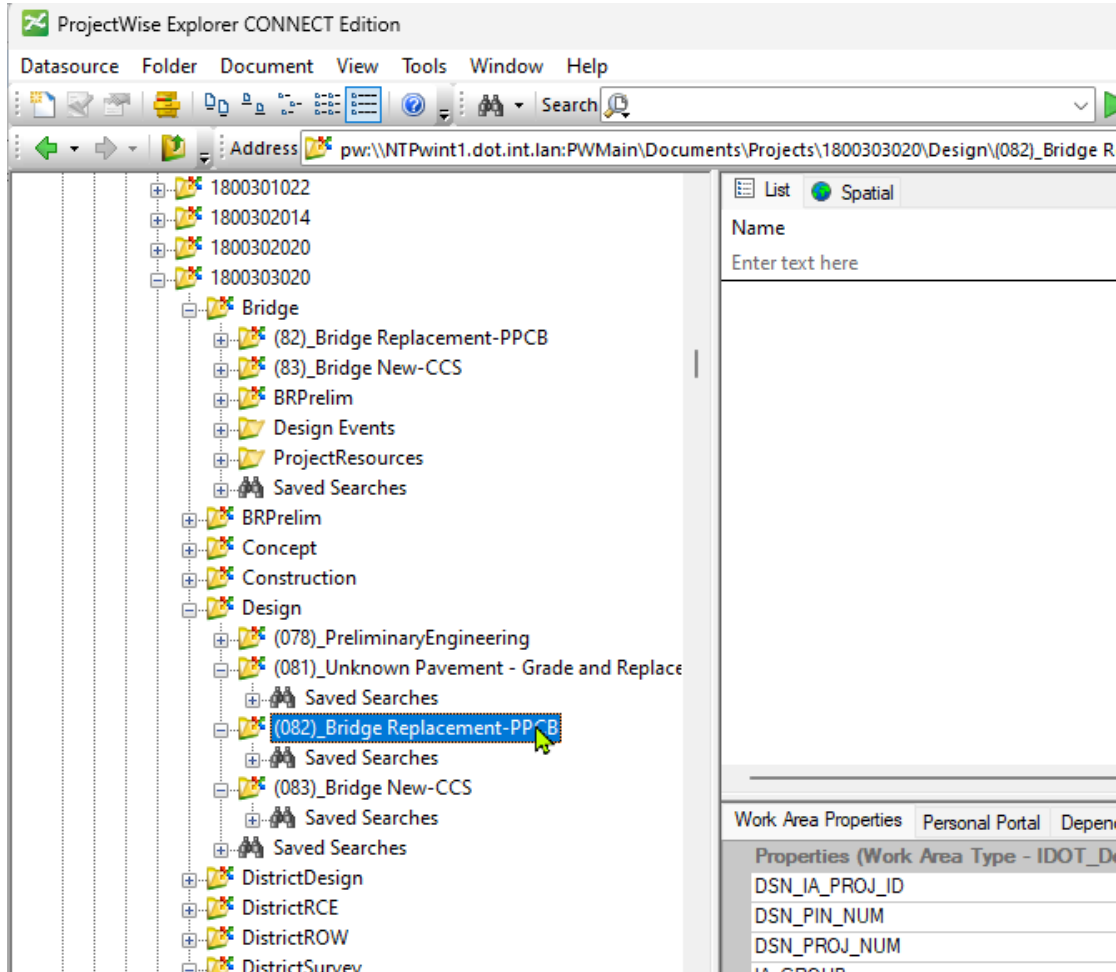 ProjectWise Explorer CONNECT Edition
Datasource Folder Document View Tools Window Help
Search
Address pw:\\NTPwint1.dot.int.lan:PWMain\Documents\Projects\1800303020\Design\(082)_Bridge R
1800301022
1800302014
1800302020
1800303020
Bridge
(82)_Bridge Replacement-PPCB
(83)_Bridge New-CCS
BRPrelim
Design Events
ProjectResources
Saved Searches
BRPrelim
Concept
Construction
Design
(078)_PreliminaryEngineering
(081)_Unknown Pavement - Grade and Replace
Saved Searches
(082)_Bridge Replacement-PPCB
Saved Searches
(083)_Bridge New-CCS
Saved Searches
Saved Searches
DistrictDesign
DistrictRCE
DistrictROW
DistrictSurvey
List Spatial
Name
Enter text here
Work Area Properties Personal Portal Depen
Properties (Work Area Type - IDOT_De
DSN_IA_PROJ_ID
DSN_PIN_NUM
DSN_PROJ_NUM